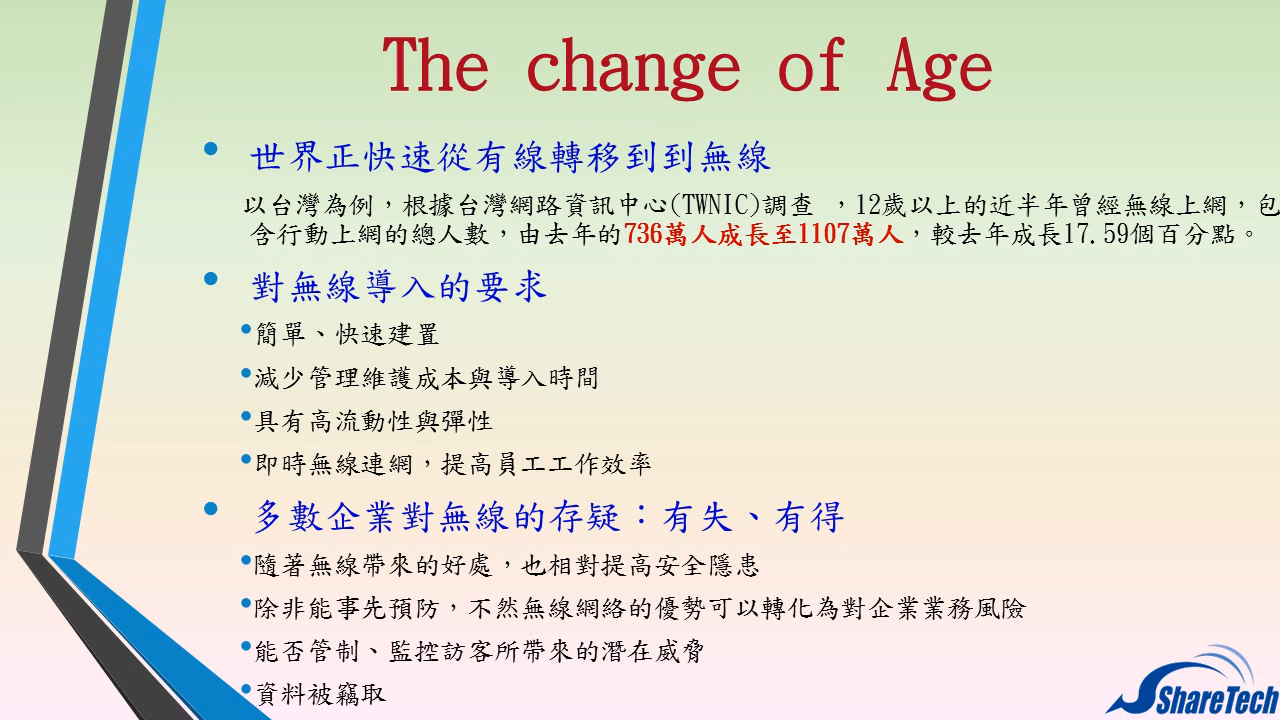 The change of Age
• 世界正快速從有線轉移到到無線
以台灣為例，根據台灣網路資訊中心(TWNIC)調查 ，12歲以上的近半年曾經無線上網，包
含行動上網的總人數，由去年的736萬人成長至1107萬人，較去年成長17.59個百分點。
• 對無線導入的要求
•簡單、快速建置
•減少管理維護成本與導入時間
•具有高流動性與彈性
•即時無線連網，提高員工工作效率
• 多數企業對無線的存疑：有失、有得
•隨著無線帶來的好處，也相對提高安全隱患
•除非能事先預防，不然無線網絡的優勢可以轉化為對企業業務風險
•能否管制、監控訪客所帶來的潛在威脅
•資料被竊取
ShareTech